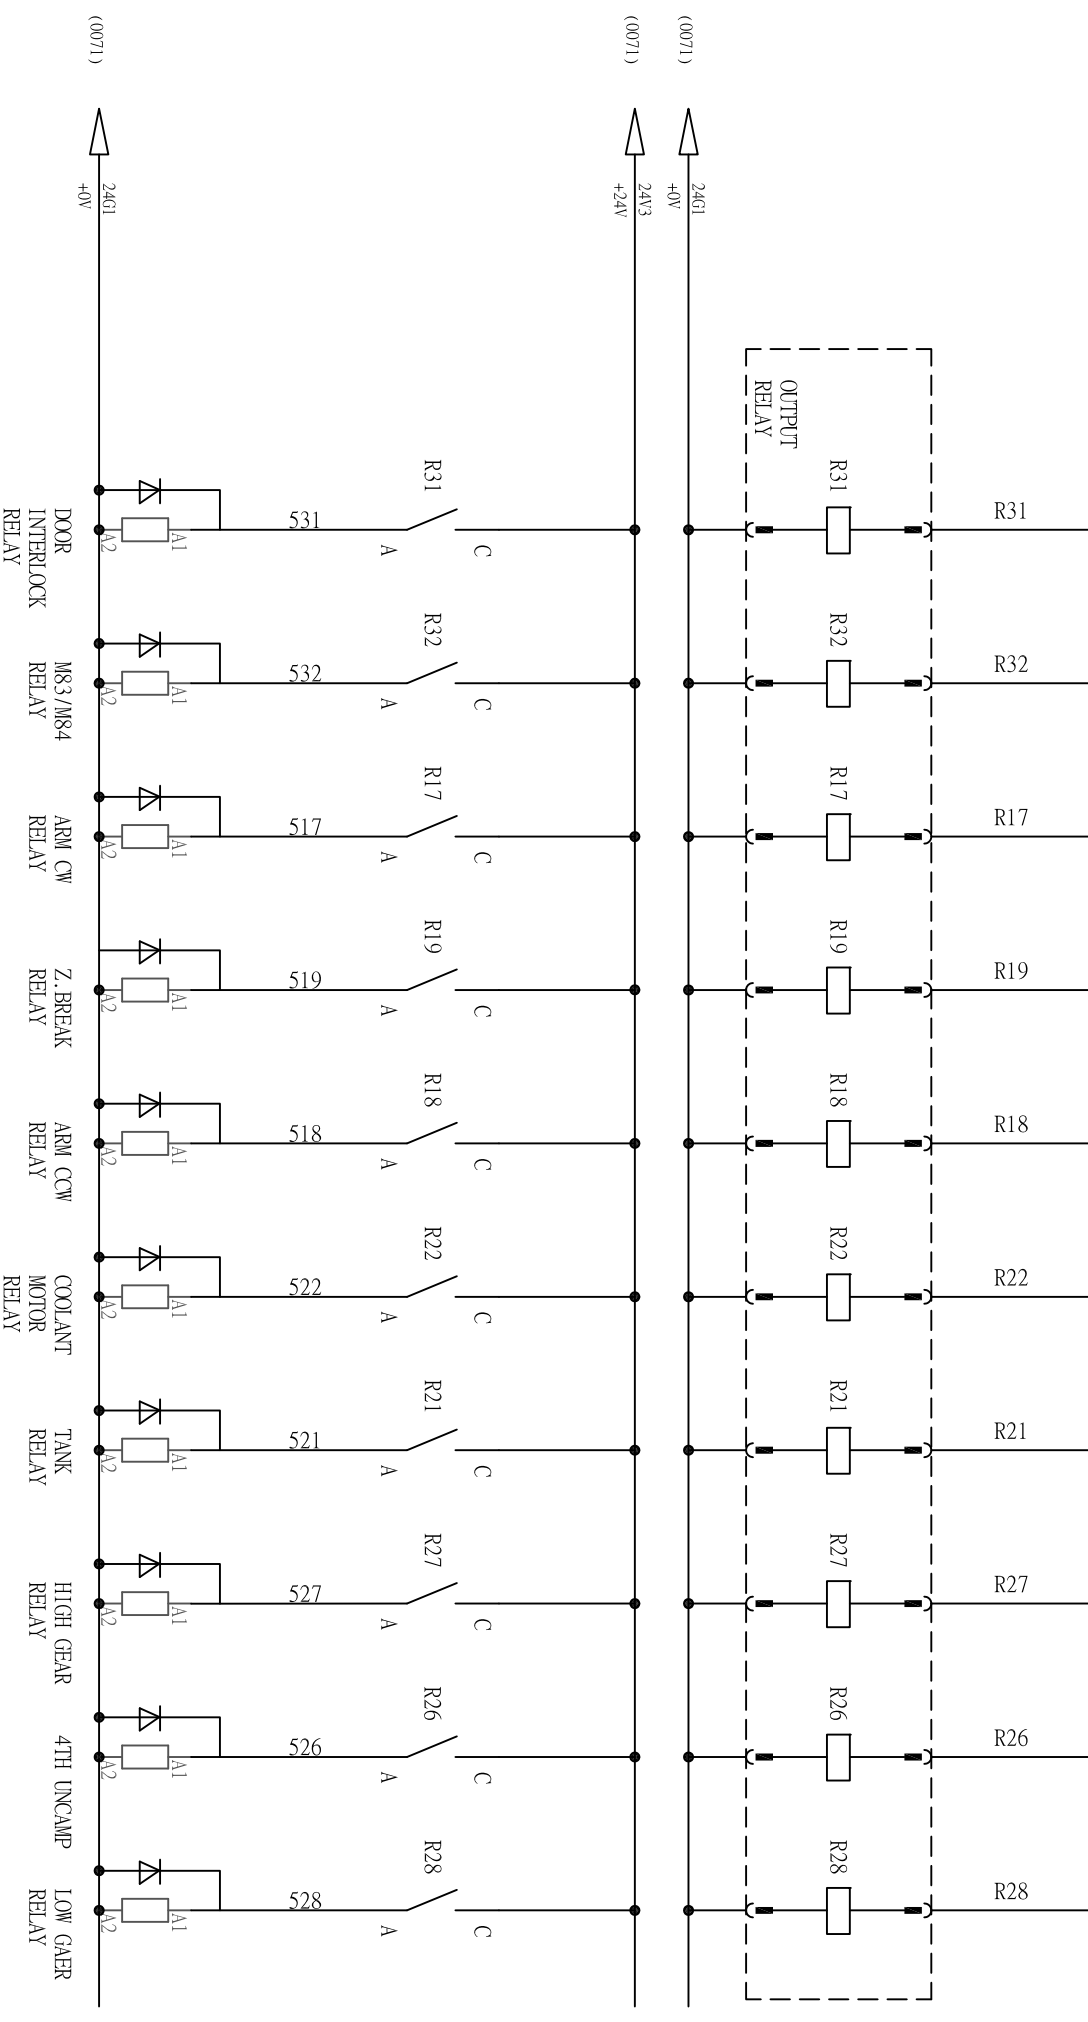 R31
R32
R17
R19
R18
R22
R21
R27
R26
R28
OUTPUT
RELAY
R31
R32
R17
R19
R18
R22
R21
R27
R26
R28
(0071)
24G1
+0V
(0071)
24V3
+24V
C
C
C
C
C
C
C
C
C
C
R31
R32
R17
R19
R18
R22
R21
R27
R26
R28
A
A
A
A
A
A
A
A
A
A
531
532
517
519
518
522
521
527
526
528
A1
A1
A1
A1
A1
A1
A1
A1
A1
A1
A2
A2
A2
A2
A2
A2
A2
A2
A2
A2
(0071)
24G1
+0V
DOOR
INTERLOCK
RELAY
M83/M84
RELAY
ARM CW
RELAY
Z.BREAK
RELAY
ARM CCW
RELAY
COOLANT
MOTOR
RELAY
TANK
RELAY
HIGH GEAR
RELAY
4TH UNCAMP
LOW GAER
RELAY